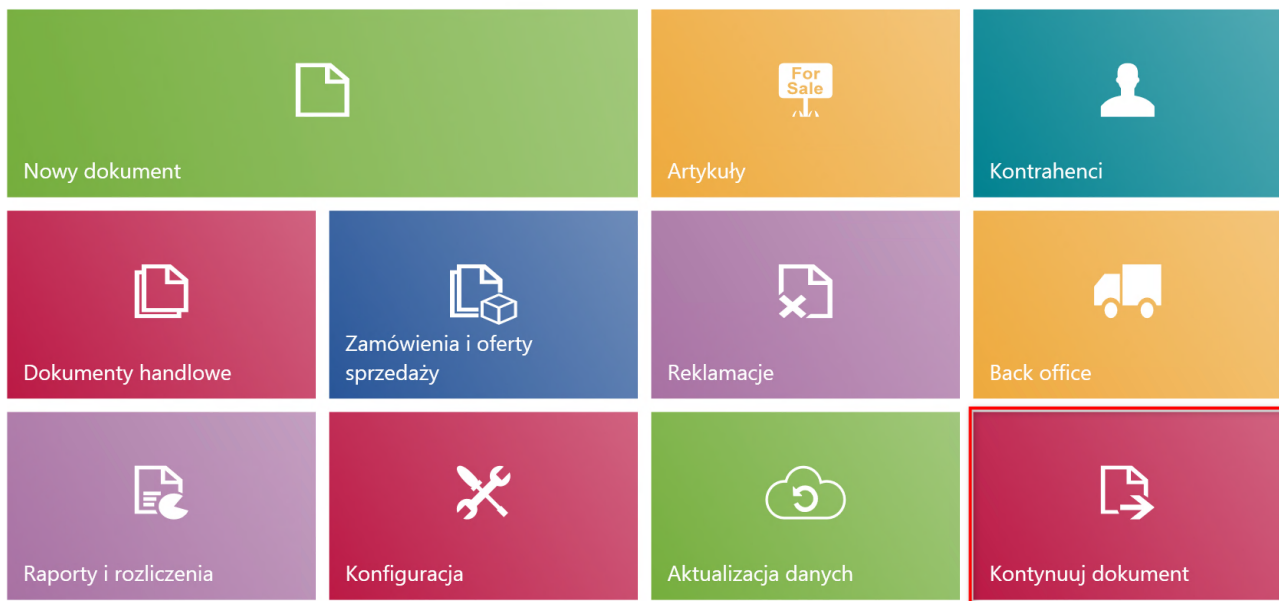 For
Sale
Nowy dokument
Artykuły
Kontrahenci
Dokumenty handlowe
Zamówienia i oferty
sprzedaży
Reklamacje
Back office
Raporty i rozliczenia
Konfiguracja
Aktualizacja danych
Kontynuuj dokument